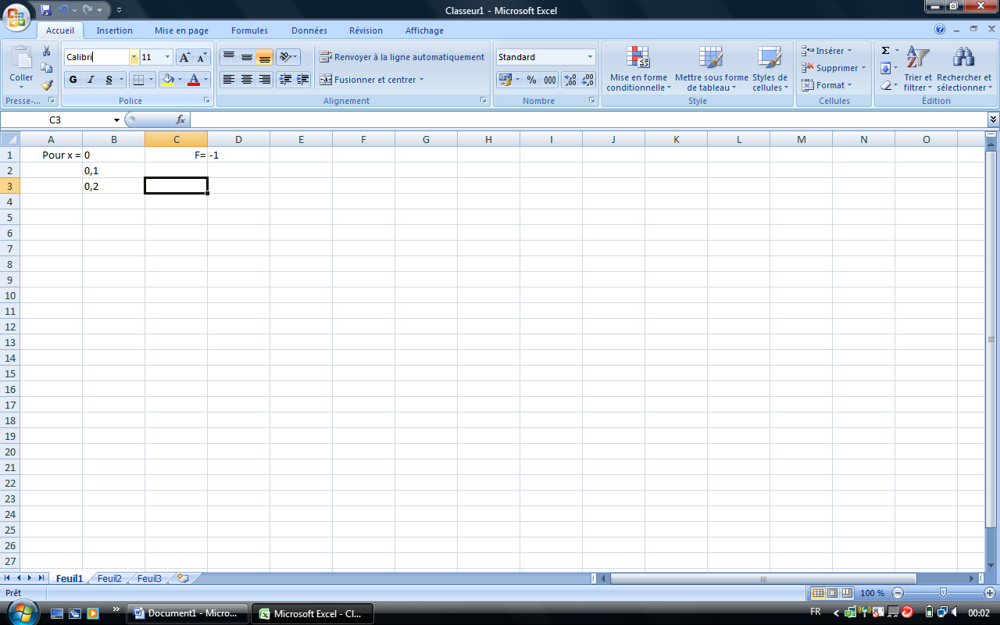 Classeur1 - Microsoft Excel
Accueil Insertion Mise en page Formules Données Révision Affichage
Coller
Presse-...
Calibri 11
G I S A
Police
Renvoyer à la ligne automatiquement
Fusionner et centrer
Alignement
Standard
% 000
Nombre
Mise en forme conditionnelle
Mettre sous forme de tableau
Styles de cellules
Style
Insérer
Supprimer
Format
Cellules
Σ
Trier et filtrer
Rechercher et sélectionner
Édition
C3 fx
A B C D E F G H I J K L M N O
1 Pour x = 0 F= -1
2 0,1
3 0,2
4
5
6
7
8
9
10
11
12
13
14
15
16
17
18
19
20
21
22
23
24
25
26
27
Feuil1 Feuil2 Feuil3
Prêt 100 %
Document1 - Micro... Microsoft Excel - Cl... FR 00:02